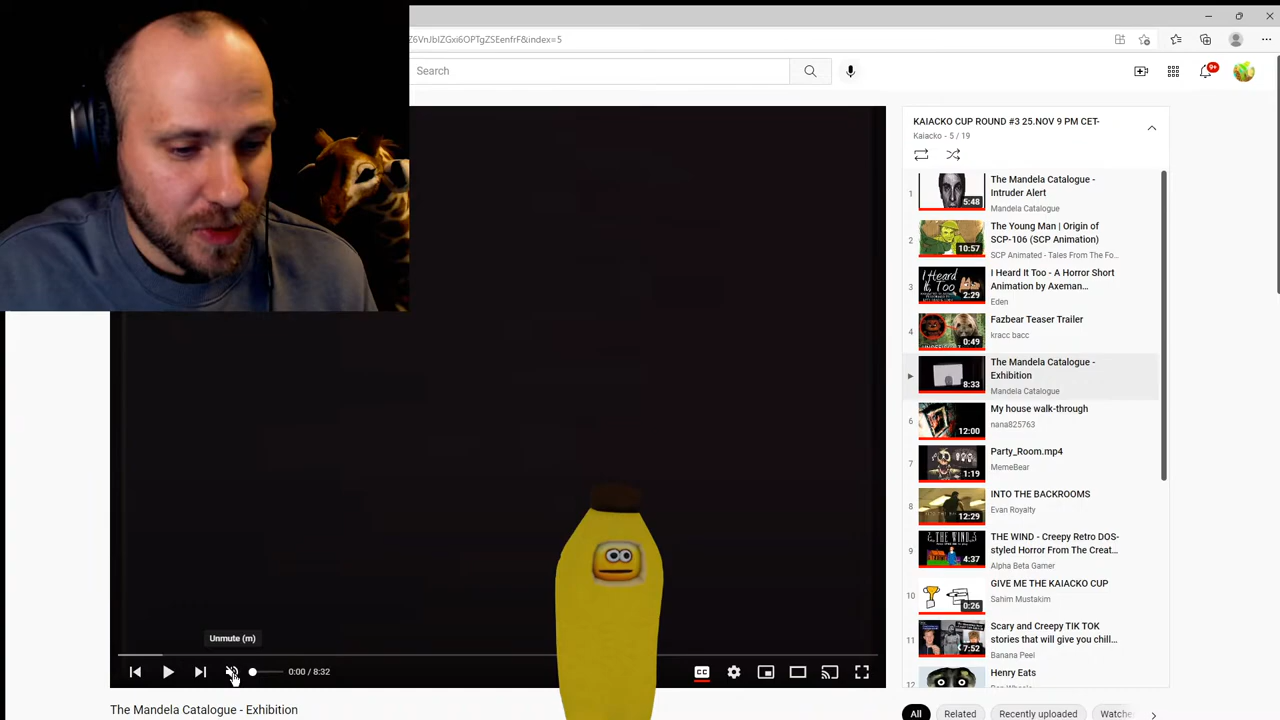 Z6VnJbIZGxi6OPTgZSEenfrF&index=5
Search
9+
KAIACKO CUP ROUND #3 25.NOV 9 PM CET-
Kaiacko - 5 / 19
1
5:48
The Mandela Catalogue -
Intruder Alert
Mandela Catalogue
2
10:57
The Young Man | Origin of
SCP-106 (SCP Animation)
SCP Animated - Tales From The Fo...
3
I Heard It, Too
2:29
I Heard It Too - A Horror Short
Animation by Axeman...
Eden
4
0:49
Fazbear Teaser Trailer
kracc bacc
8:33
The Mandela Catalogue -
Exhibition
Mandela Catalogue
6
12:00
My house walk-through
nana825763
7
1:19
Party_Room.mp4
MemeBear
8
12:29
INTO THE BACKROOMS
Evan Royalty
9
THE WIND
4:37
THE WIND - Creepy Retro DOS-
styled Horror From The Creat...
Alpha Beta Gamer
10
0:26
GIVE ME THE KAIACKO CUP
Sahim Mustakim
11
7:52
Scary and Creepy TIK TOK
stories that will give you chill...
Banana Peel
12
Henry Eats
Unmute (m)
0:00 / 8:32
CC
The Mandela Catalogue - Exhibition
All
Related
Recently uploaded
Watche